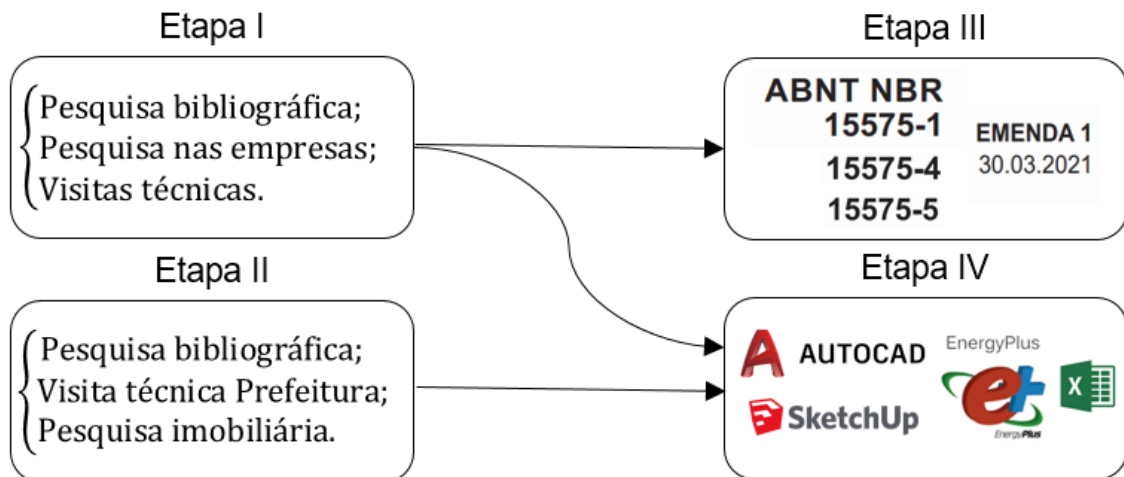 Etapa I
Pesquisa bibliográfica;
Pesquisa nas empresas;
Visitas técnicas.
Etapa III
ABNT NBR
15575-1
15575-4
15575-5
EMENDA 1
30.03.2021
Etapa II
Pesquisa bibliográfica;
Visita técnica Prefeitura;
Pesquisa imobiliária.
Etapa IV
A AUTOCAD
SketchUp
EnergyPlus
e+
EnergyPlus
X